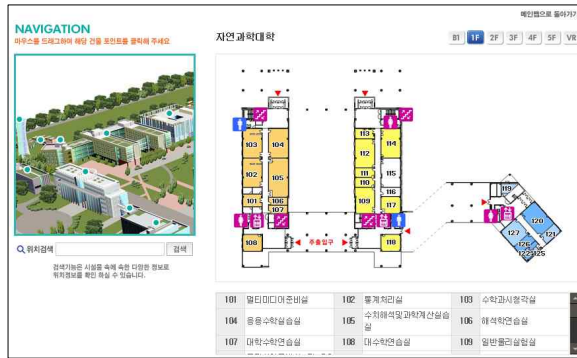 메인맵으로 돌아가기
NAVIGATION
마우스를 드래그하여 해당 건물 포인트를 클릭해 주세요
자연과학대학
B1 1F 2F 3F 4F 5F VR
위치검색
검색
검색기능은 시설물 속에 속한 다양한 정보로
위치정보를 확인 하실 수 있습니다.
103 104
102 105
101 106
107
108
113 114
112
111 115
110
109 116
117
118
주출입구
119
120
121
127
126
122 125
101 멀티미디어준비실 102 통계처리실 103 수학과시청각실
104 응용수학실습실 105 수치해석및과학계산실습실 106 해석학연습실
107 대학수학연습실 108 대수학연습실 109 일반물리실험실